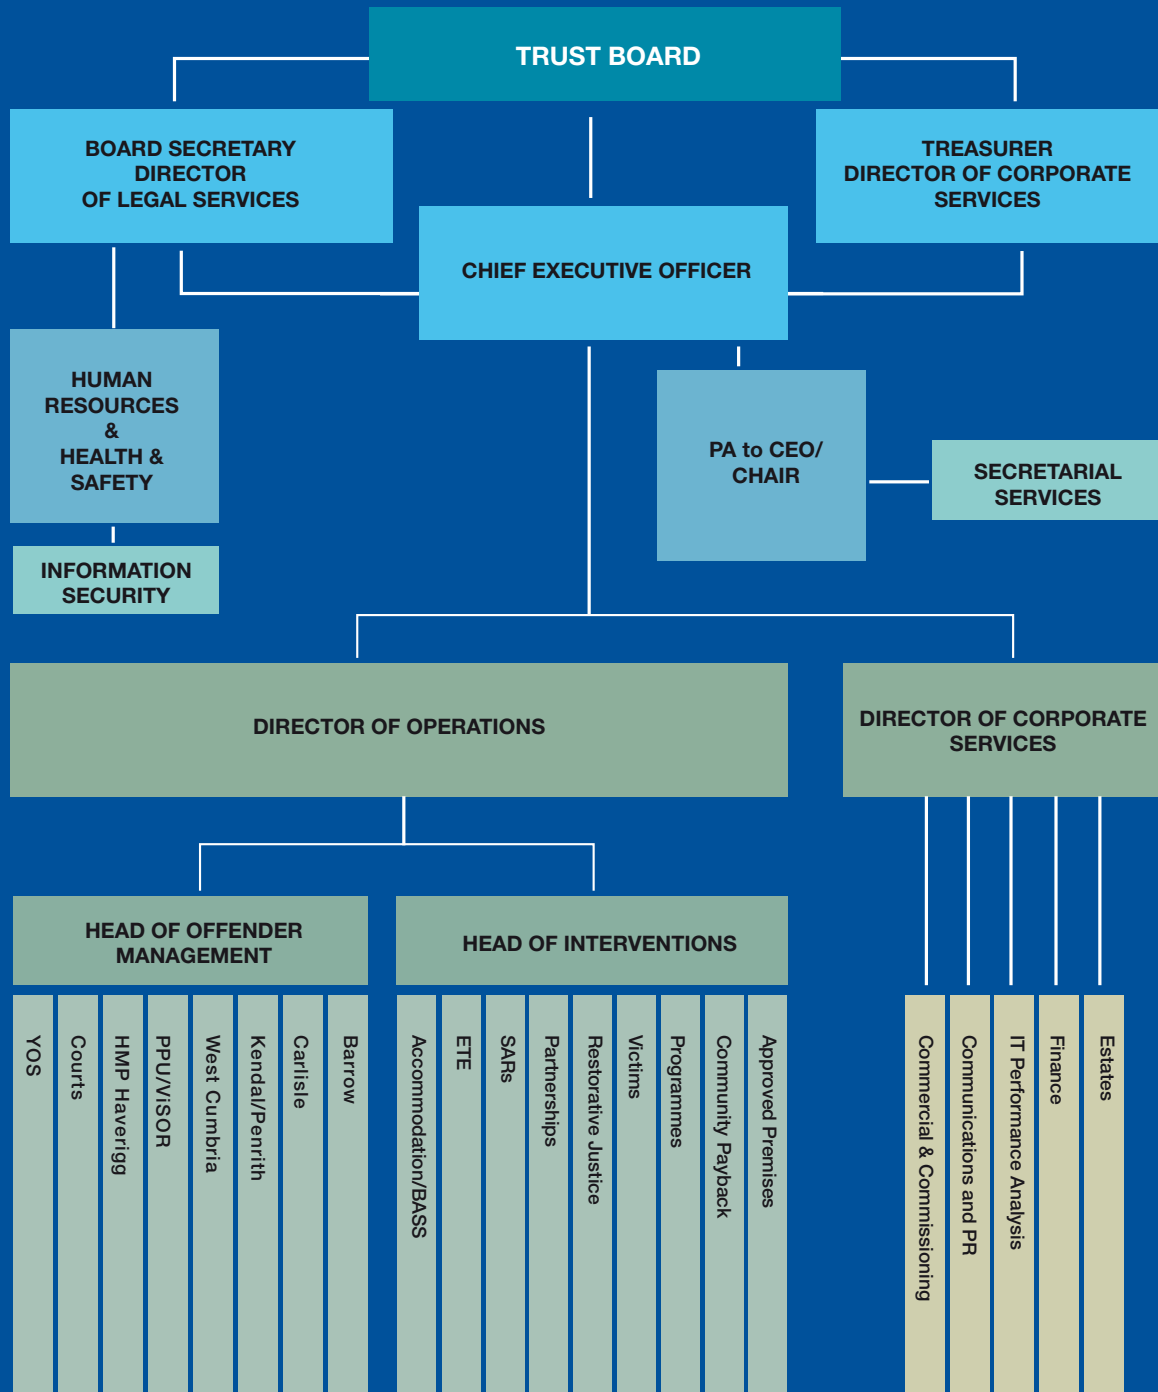 TRUST BOARD
BOARD SECRETARY
DIRECTOR
OF LEGAL SERVICES
TREASURER
DIRECTOR OF CORPORATE
SERVICES
CHIEF EXECUTIVE OFFICER
HUMAN
RESOURCES
&
HEALTH &
SAFETY
PA to CEO/
CHAIR
SECRETARIAL
SERVICES
INFORMATION
SECURITY
DIRECTOR OF OPERATIONS
DIRECTOR OF CORPORATE
SERVICES
HEAD OF OFFENDER
MANAGEMENT
HEAD OF INTERVENTIONS
YOS
Courts
HMP Haverigg
PPU/ViSOR
West Cumbria
Kendal/Penrith
Carlisle
Barrow
Accommodation/BASS
ETE
SARs
Partnerships
Restorative Justice
Victims
Programmes
Community Payback
Approved Premises
Commercial & Commissioning
Communications and PR
IT Performance Analysis
Finance
Estates